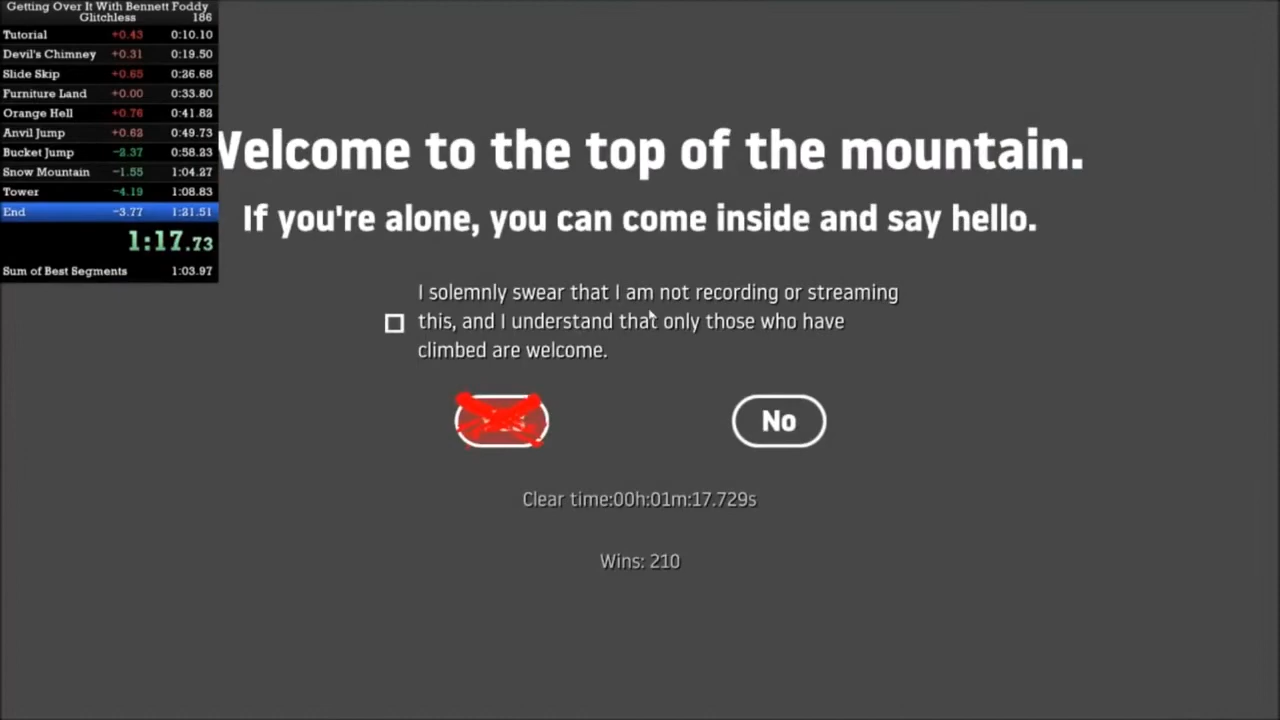 Getting Over It With Bennett Foddy
Glitchless 186
Tutorial +0.43 0:10.10
Devil's Chimney +0.31 0:19.50
Slide Skip +0.65 0:26.68
Furniture Land +0.00 0:33.80
Orange Hell +0.76 0:41.82
Anvil Jump +0.62 0:49.73
Bucket Jump −2.37 0:58.23
Snow Mountain −1.55 1:04.27
Tower −4.19 1:08.83
End −3.77 1:21.51
1:17.73
Sum of Best Segments 1:03.97
Welcome to the top of the mountain.
If you're alone, you can come inside and say hello.
I solemnly swear that I am not recording or streaming
this, and I understand that only those who have
climbed are welcome.
No
Clear time:00h:01m:17.729s
Wins: 210